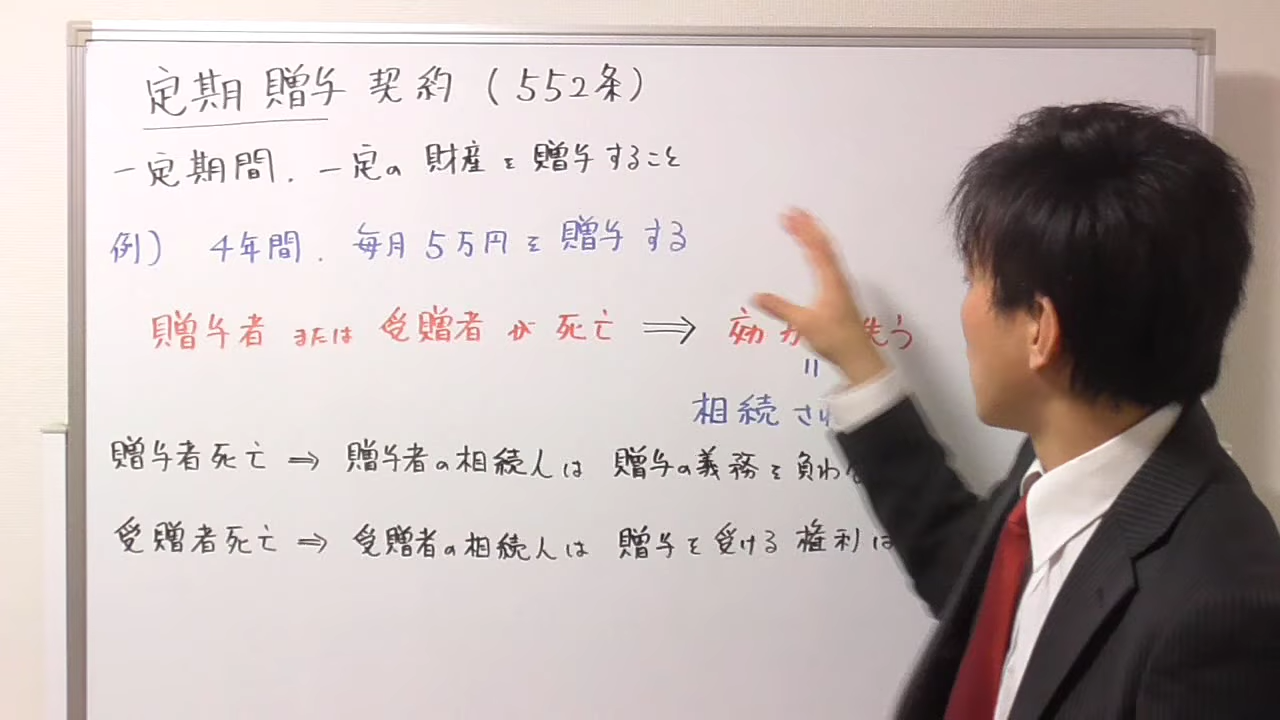 定期贈与契約(552条)
一定期間、一定の財産を贈与すること
例) 4年間、毎月5万円を贈与する
贈与者または受贈者が死亡 ⇒ 効力 失う
=
相続され
贈与者死亡 ⇒ 贈与者の相続人は 贈与の義務を負わ
受贈者死亡 ⇒ 受贈者の相続人は 贈与を受ける権利は